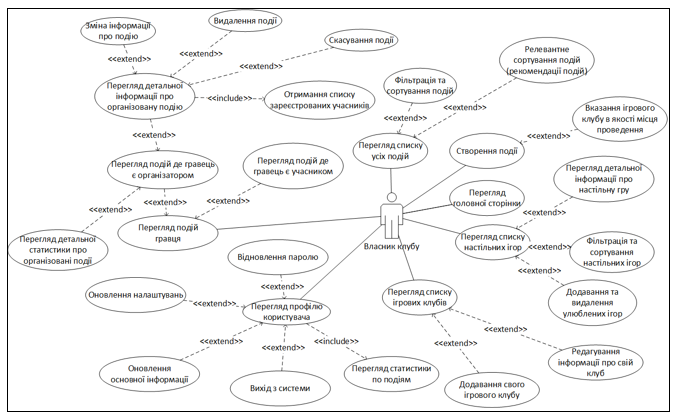 Зміна інформації
про подію
Видалення події
Скасування події
<<extend>>
<<extend>>
<<extend>>
Перегляд детальної
інформації про
організовану подію
<<include>>
Отримання списку
зареєстрованих учасників
<<extend>>
Перегляд подій де гравець
є організатором
Перегляд подій де
гравець є учасником
<<extend>>
<<extend>>
<<extend>>
Перегляд детальної
статистики про
організовані події
Перегляд подій
гравця
Релевантне
сортування подій
(рекомендації подій)
Фільтрація та
сортування подій
<<extend>>
<<extend>>
Перегляд списку
усіх подій
Вказання ігрового
клубу в якості місця
проведення
<<extend>>
Створення події
Перегляд детальної
інформації про
настільну гру
Перегляд
головної сторінки
<<extend>>
Власник клубу
Перегляд списку
настільних ігор
<<extend>>
Фільтрація та
сортування
настільних ігор
<<extend>>
Додавання та
видалення
улюблених ігор
Відновлення паролю
<<extend>>
Оновлення налаштувань
<<extend>>
Перегляд профілю
користувача
Перегляд списку
ігрових клубів
<<extend>>
<<extend>>
<<include>>
<<extend>>
<<extend>>
Оновлення
основної інформації
Вихід з системи
Перегляд статистики
по подіям
Додавання свого
ігрового клубу
Редагування
інформації про свій
клуб